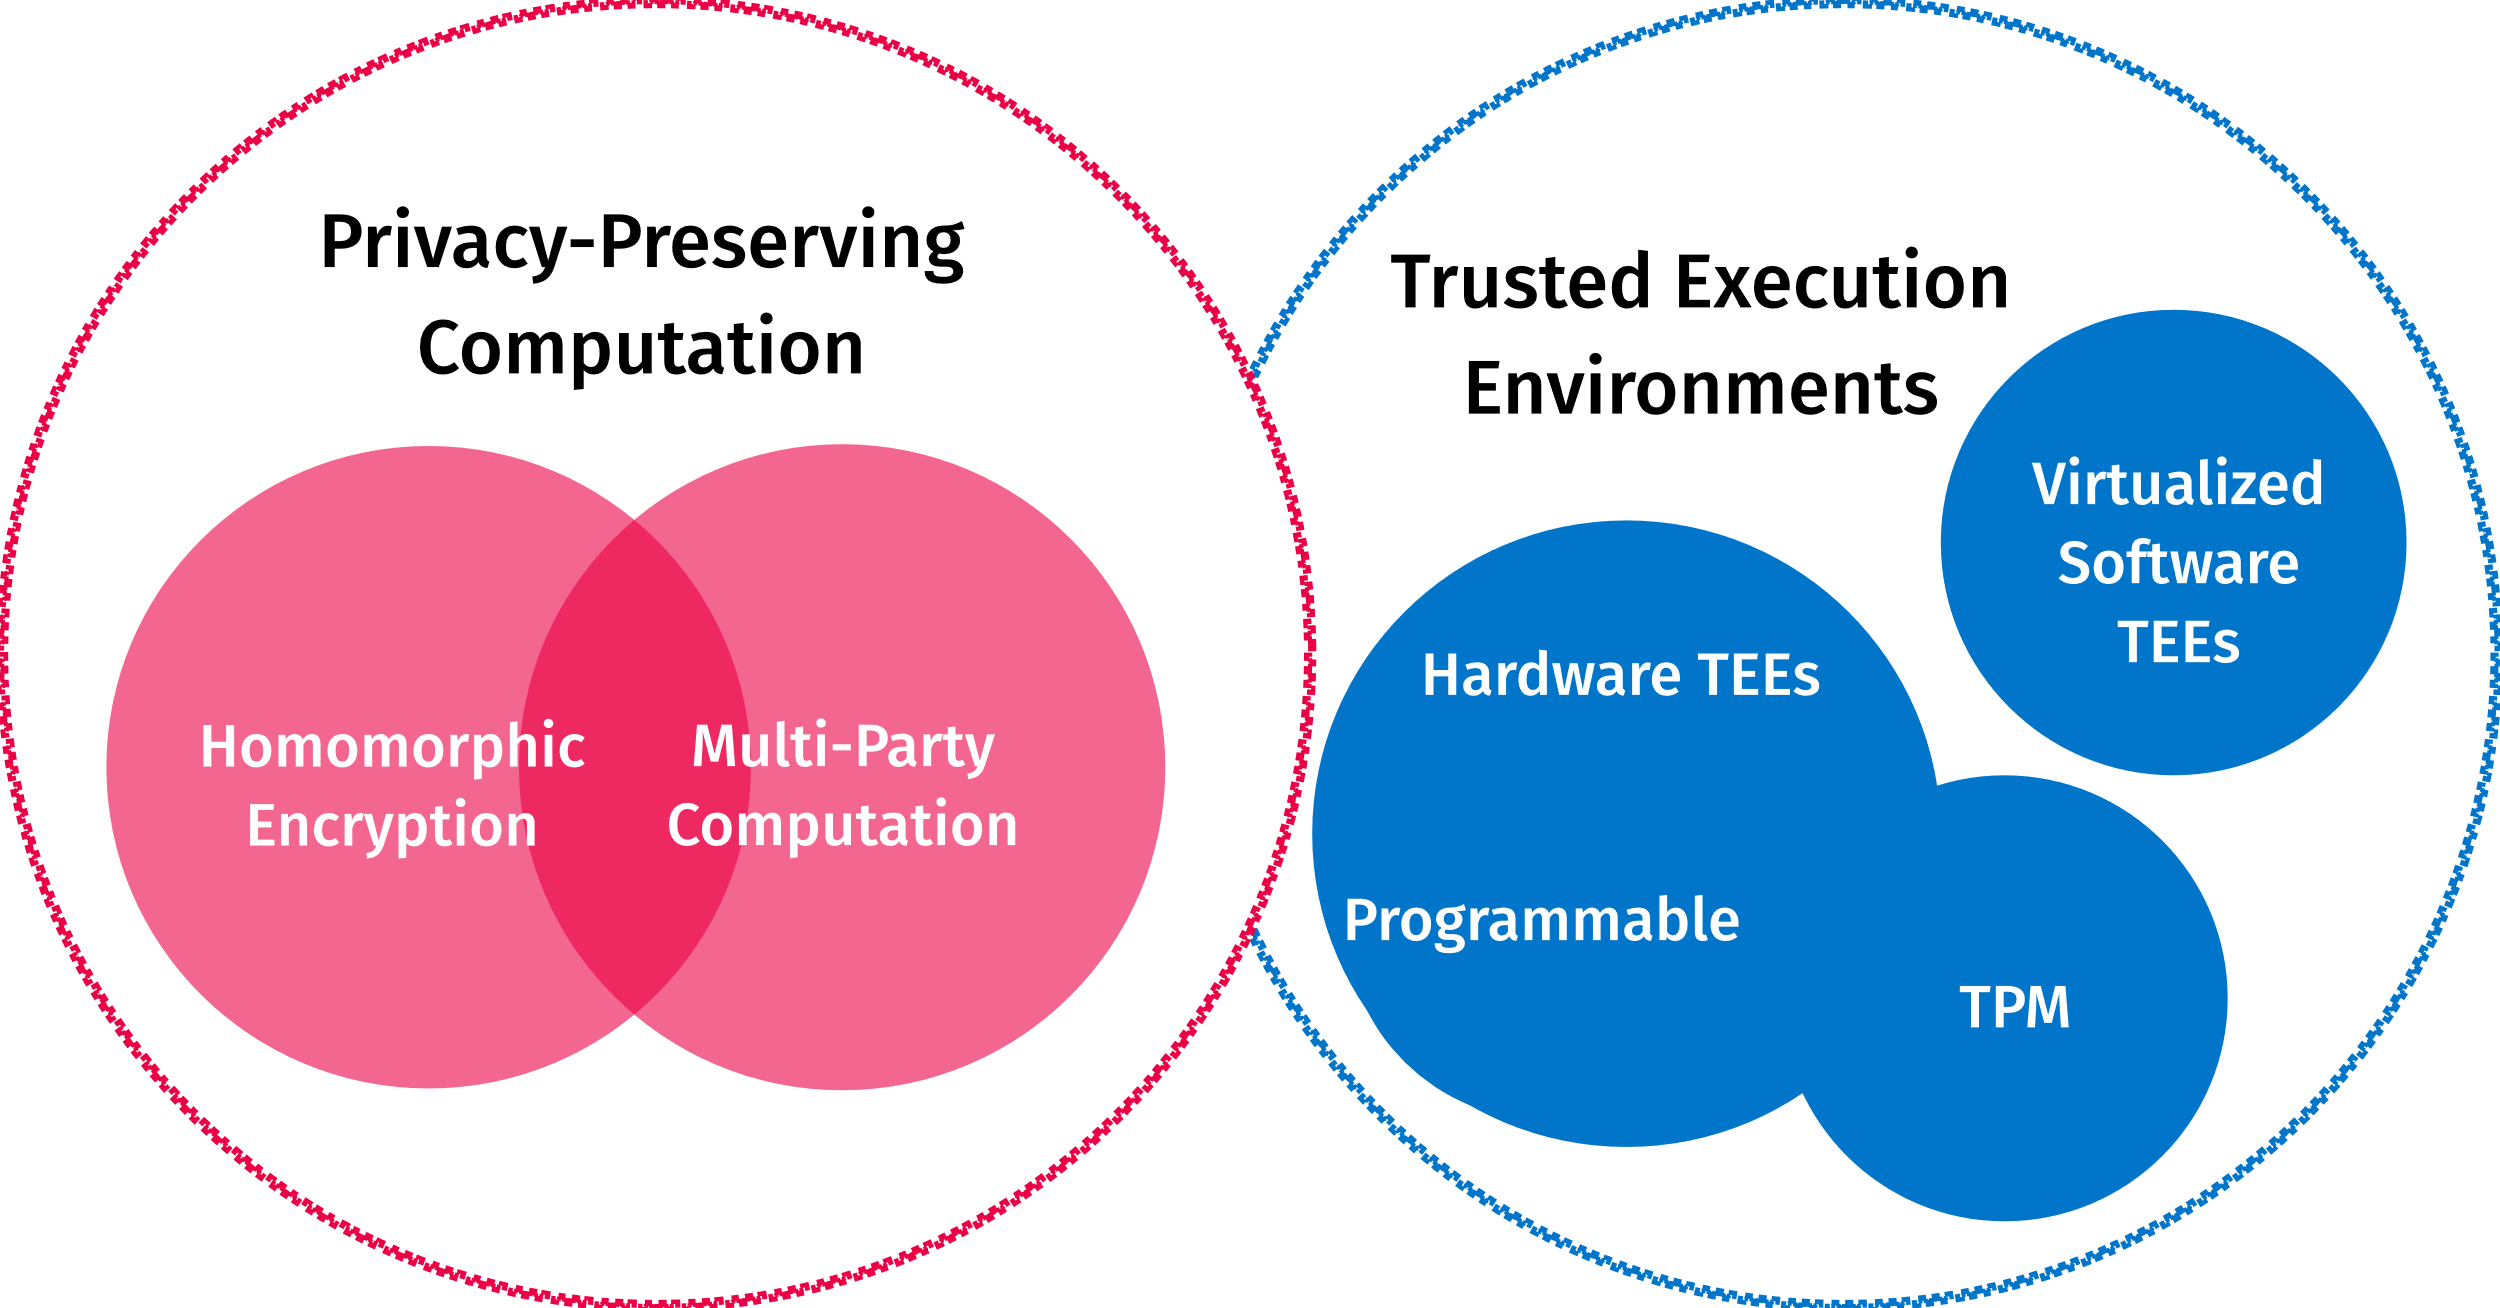 Privacy-Preserving
Computation
Homomorphic
Encryption
Multi-Party
Computation
Trusted Execution
Environments
Virtualized
Software
TEEs
Hardware TEEs
Programmable
TPM